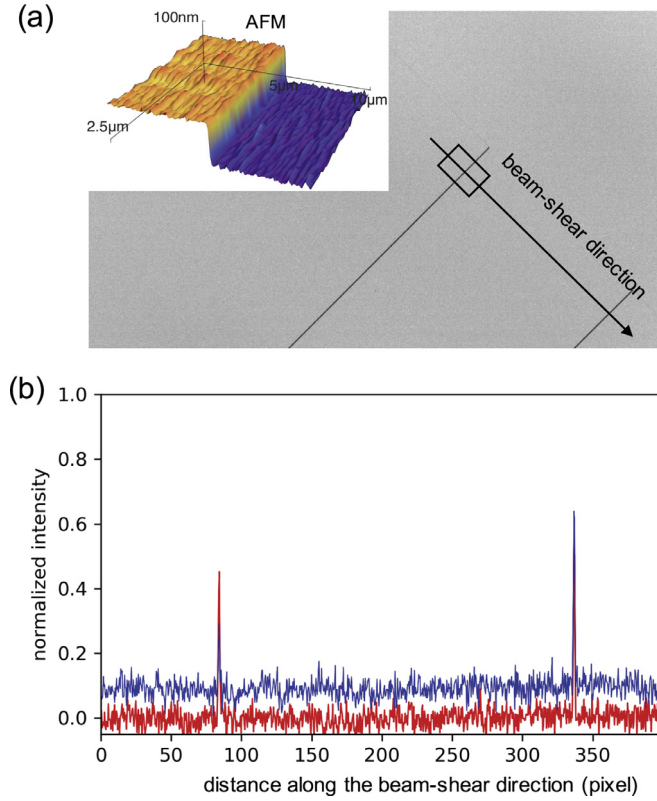 (a)
AFM
100nm
5μm
10μm
2.5μm
beam-shear direction
(b)
1.0
0.8
0.6
0.4
0.2
0.0
normalized intensity
0 50 100 150 200 250 300 350
distance along the beam-shear direction (pixel)